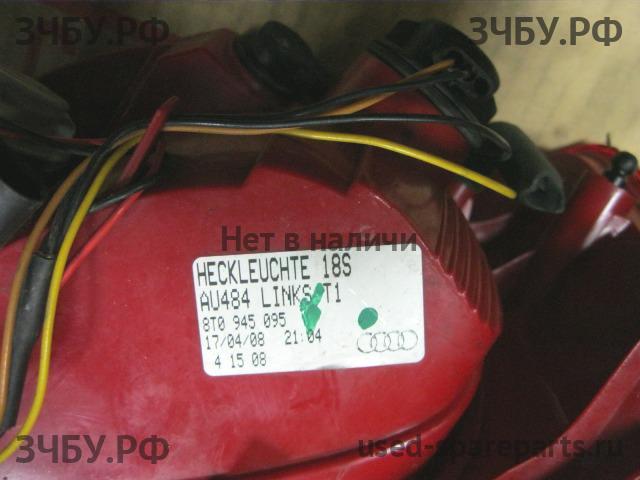 ЗЧБУ.РФ
ЗЧБУ.РФ
Нет в наличии
HECKLEUCHTE 18S
AU484 LINKS T1
8T0 945 095
17/04/08 21:04
4 15 08
ЗЧБУ.РФ
used-spareparts.ru